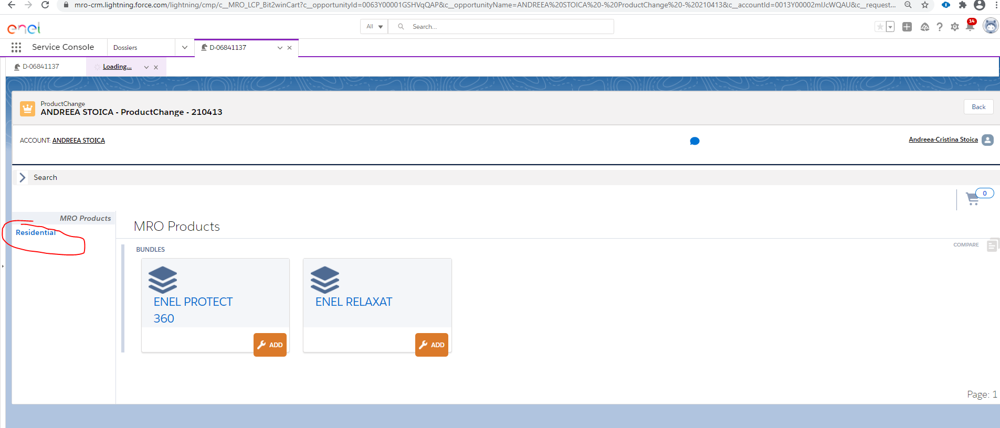 mro-crm.lightning.force.com/lightning/cmp/c__MRO_LCP_Bit2winCart?c__opportunityId=0063Y00001GSHVqQAP&c__opportunityName=ANDREEA%20STOICA%20-%20ProductChange%20-%20210413&c__accountId=0013Y00002mIJcWQAU&c__request...
enel
All
Search...
14
Service Console
Dossiers
D-06841137
D-06841137
Loading...
ProductChange
ANDREEA STOICA - ProductChange - 210413
Back
ACCOUNT: ANDREEA STOICA
Andreea-Cristina Stoica
Search
0
MRO Products
Residential
MRO Products
COMPARE
BUNDLES
ENEL PROTECT
360
ADD
ENEL RELAXAT
ADD
Page: 1